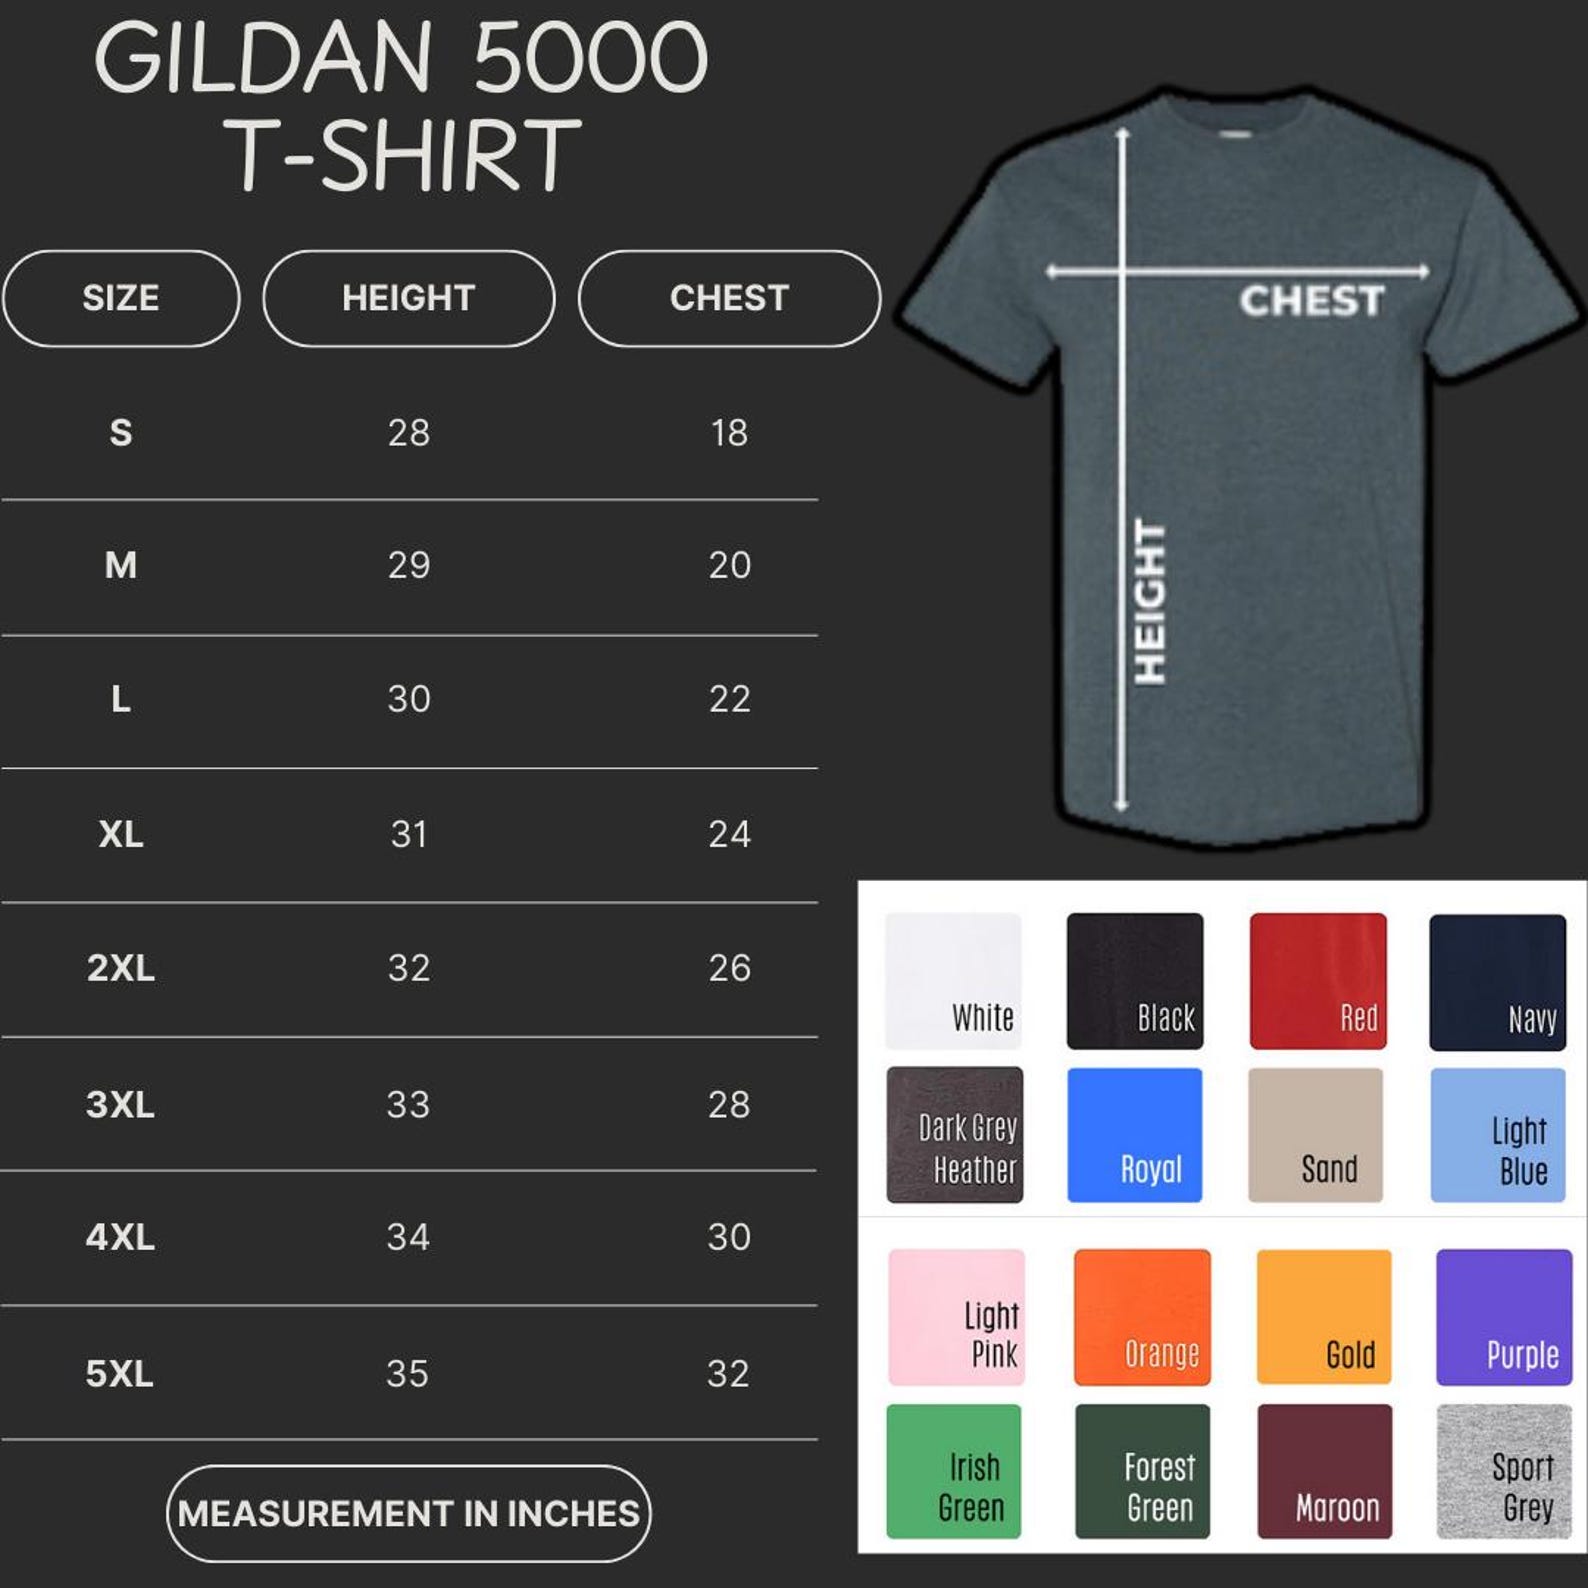 GILDAN 5000
T-SHIRT
SIZE HEIGHT CHEST
S 28 18
M 29 20
L 30 22
XL 31 24
2XL 32 26
3XL 33 28
4XL 34 30
5XL 35 32
MEASUREMENT IN INCHES
CHEST
HEIGHT
White
Black
Red
Navy
Dark Grey
Heather
Royal
Sand
Light
Blue
Light
Pink
Orange
Gold
Purple
Irish
Green
Forest
Green
Maroon
Sport
Grey